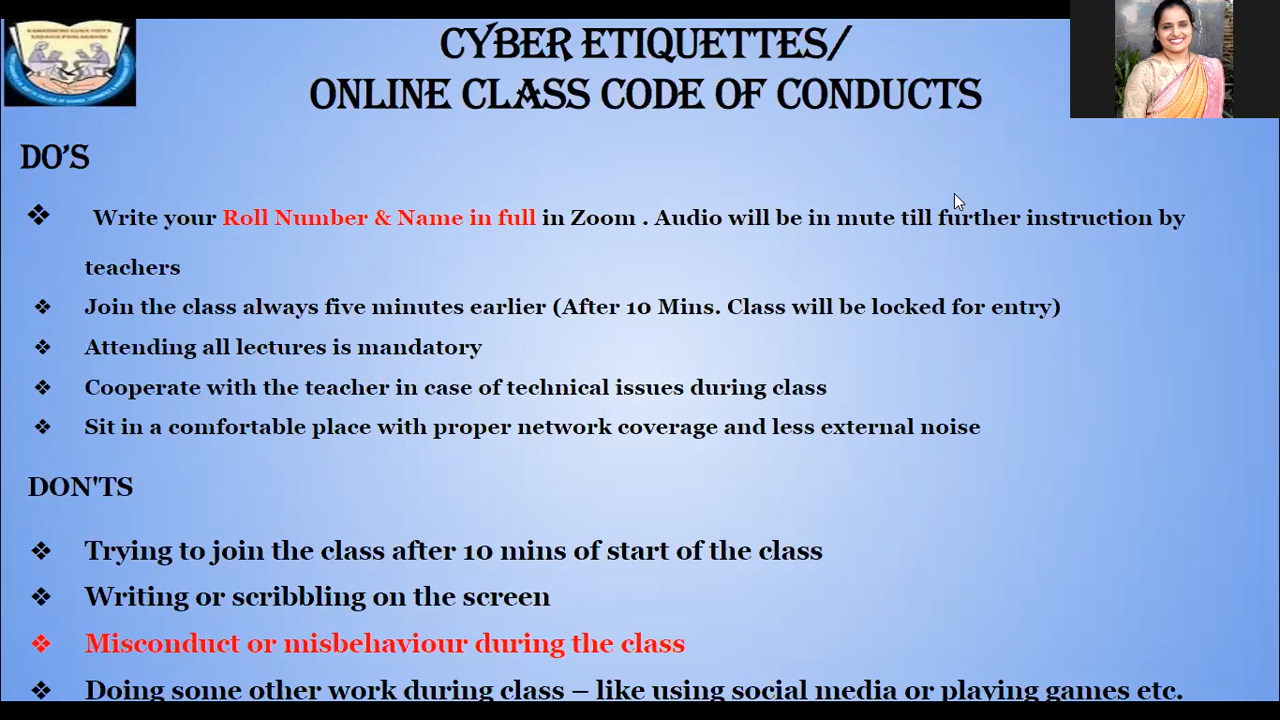 CYBER ETIQUETTES/
ONLINE CLASS CODE OF CONDUCTS
DO'S
❖ Write your Roll Number & Name in full in Zoom . Audio will be in mute till further instruction by
teachers
❖ Join the class always five minutes earlier (After 10 Mins. Class will be locked for entry)
❖ Attending all lectures is mandatory
❖ Cooperate with the teacher in case of technical issues during class
❖ Sit in a comfortable place with proper network coverage and less external noise
DON'TS
❖ Trying to join the class after 10 mins of start of the class
❖ Writing or scribbling on the screen
❖ Misconduct or misbehaviour during the class
❖ Doing some other work during class – like using social media or playing games etc.